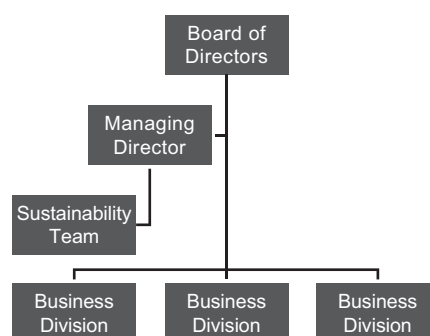 Board of
Directors
Managing
Director
Sustainability
Team
Business
Division
Business
Division
Business
Division